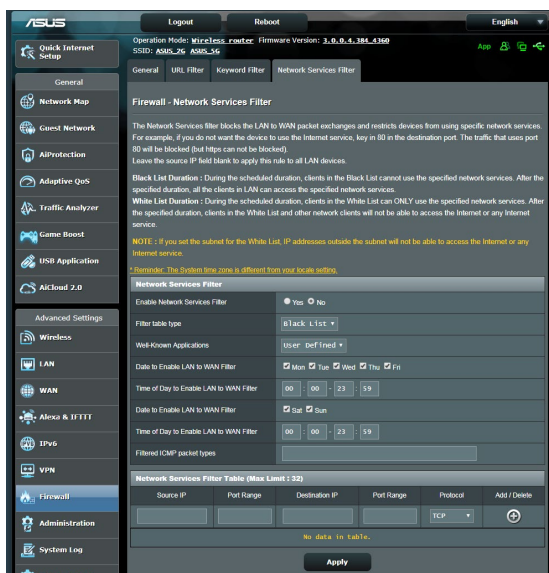 ASUS
Logout
Reboot
English
Quick Internet Setup
Operation Mode: Wireless router Firmware Version: 3.0.0.4.384_4360
SSID: ASUS_2G ASUS_5G
App
General
URL Filter
Keyword Filter
Network Services Filter
General
Network Map
Guest Network
AiProtection
Adaptive QoS
Traffic Analyzer
Game Boost
USB Application
AiCloud 2.0
Advanced Settings
Wireless
LAN
WAN
Alexa & IFTTT
IPv6
VPN
Firewall
Administration
System Log
Firewall - Network Services Filter
The Network Services filter blocks the LAN to WAN packet exchanges and restricts devices from using specific network services.
For example, if you do not want the device to use the Internet service, key in 80 in the destination port. The traffic that uses port
80 will be blocked (but https can not be blocked).
Leave the source IP field blank to apply this rule to all LAN devices.
Black List Duration : During the scheduled duration, clients in the Black List cannot use the specified network services. After the
specified duration, all the clients in LAN can access the specified network services.
White List Duration : During the scheduled duration, clients in the White List can ONLY use the specified network services. After
the specified duration, clients in the White List and other network clients will not be able to access the Internet or any Internet
service.
NOTE : If you set the subnet for the White List, IP addresses outside the subnet will not be able to access the Internet or any
Internet service.
* Reminder: The System time zone is different from your locale setting.
Network Services Filter
Enable Network Services Filter Yes No
Filter table type Black List
Well-Known Applications User Defined
Date to Enable LAN to WAN Filter Mon Tue Wed Thu Fri
Time of Day to Enable LAN to WAN Filter 00 : 00 - 23 : 59
Date to Enable LAN to WAN Filter Sat Sun
Time of Day to Enable LAN to WAN Filter 00 : 00 - 23 : 59
Filtered ICMP packet types
Network Services Filter Table (Max Limit : 32)
Source IP Port Range Destination IP Port Range Protocol Add / Delete
TCP
No data in table.
Apply